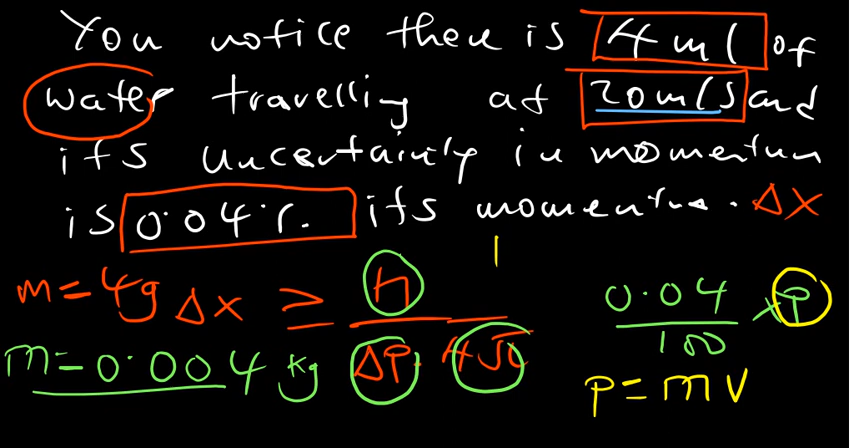 You notice there is 4ml of
water travelling at 20m/s and
its uncertainity in momentum
is 0.04%. its momentum. Δx
m = 4g Δx ≥ h / ΔP. 4π
0.04 / 100 × P
m = 0.004 kg
P = mv